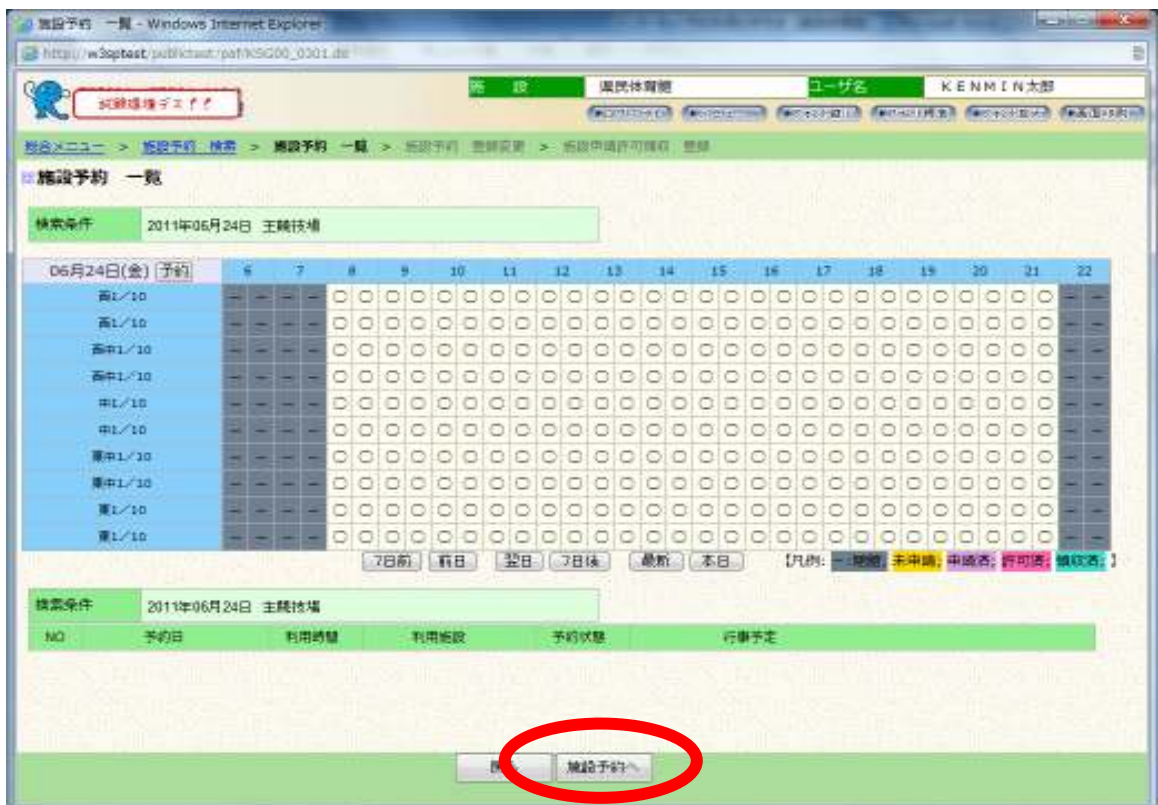 施設予約 一覧 - Windows Internet Explorer
施 設 県民体育館 ユーザ名 KENMIN太郎
総合メニュー > 施設予約 検索 > 施設予約 一覧 > 施設予約 登録変更 > 施設申請許可領収 登録
施設予約 一覧
検索条件 2011年06月24日 主競技場
06月24日(金) 予約 6 7 8 9 10 11 12 13 14 15 16 17 18 19 20 21 22
西1/10 - - - - ○ ○ ○ ○ ○ ○ ○ ○ ○ ○ ○ ○ ○ ○ ○ ○ ○ ○ ○ ○ ○ ○ ○ ○ ○ ○ ○ ○ - -
西1/10 - - - - ○ ○ ○ ○ ○ ○ ○ ○ ○ ○ ○ ○ ○ ○ ○ ○ ○ ○ ○ ○ ○ ○ ○ ○ ○ ○ ○ ○ - -
西中1/10 - - - - ○ ○ ○ ○ ○ ○ ○ ○ ○ ○ ○ ○ ○ ○ ○ ○ ○ ○ ○ ○ ○ ○ ○ ○ ○ ○ ○ ○ - -
西中1/10 - - - - ○ ○ ○ ○ ○ ○ ○ ○ ○ ○ ○ ○ ○ ○ ○ ○ ○ ○ ○ ○ ○ ○ ○ ○ ○ ○ ○ ○ - -
中1/10 - - - - ○ ○ ○ ○ ○ ○ ○ ○ ○ ○ ○ ○ ○ ○ ○ ○ ○ ○ ○ ○ ○ ○ ○ ○ ○ ○ ○ ○ - -
中1/10 - - - - ○ ○ ○ ○ ○ ○ ○ ○ ○ ○ ○ ○ ○ ○ ○ ○ ○ ○ ○ ○ ○ ○ ○ ○ ○ ○ ○ ○ - -
東中1/10 - - - - ○ ○ ○ ○ ○ ○ ○ ○ ○ ○ ○ ○ ○ ○ ○ ○ ○ ○ ○ ○ ○ ○ ○ ○ ○ ○ ○ ○ - -
東中1/10 - - - - ○ ○ ○ ○ ○ ○ ○ ○ ○ ○ ○ ○ ○ ○ ○ ○ ○ ○ ○ ○ ○ ○ ○ ○ ○ ○ ○ ○ - -
東1/10 - - - - ○ ○ ○ ○ ○ ○ ○ ○ ○ ○ ○ ○ ○ ○ ○ ○ ○ ○ ○ ○ ○ ○ ○ ○ ○ ○ ○ ○ - -
東1/10 - - - - ○ ○ ○ ○ ○ ○ ○ ○ ○ ○ ○ ○ ○ ○ ○ ○ ○ ○ ○ ○ ○ ○ ○ ○ ○ ○ ○ ○ - -
7日前 前日 翌日 7日後 最新 本日 【凡例: - :閉館; 未申請; 申請済; 許可済; 領収済; 】
検索条件 2011年06月24日 主競技場
NO 予約日 利用時間 利用施設 予約状態 行事予定
施設予約へ